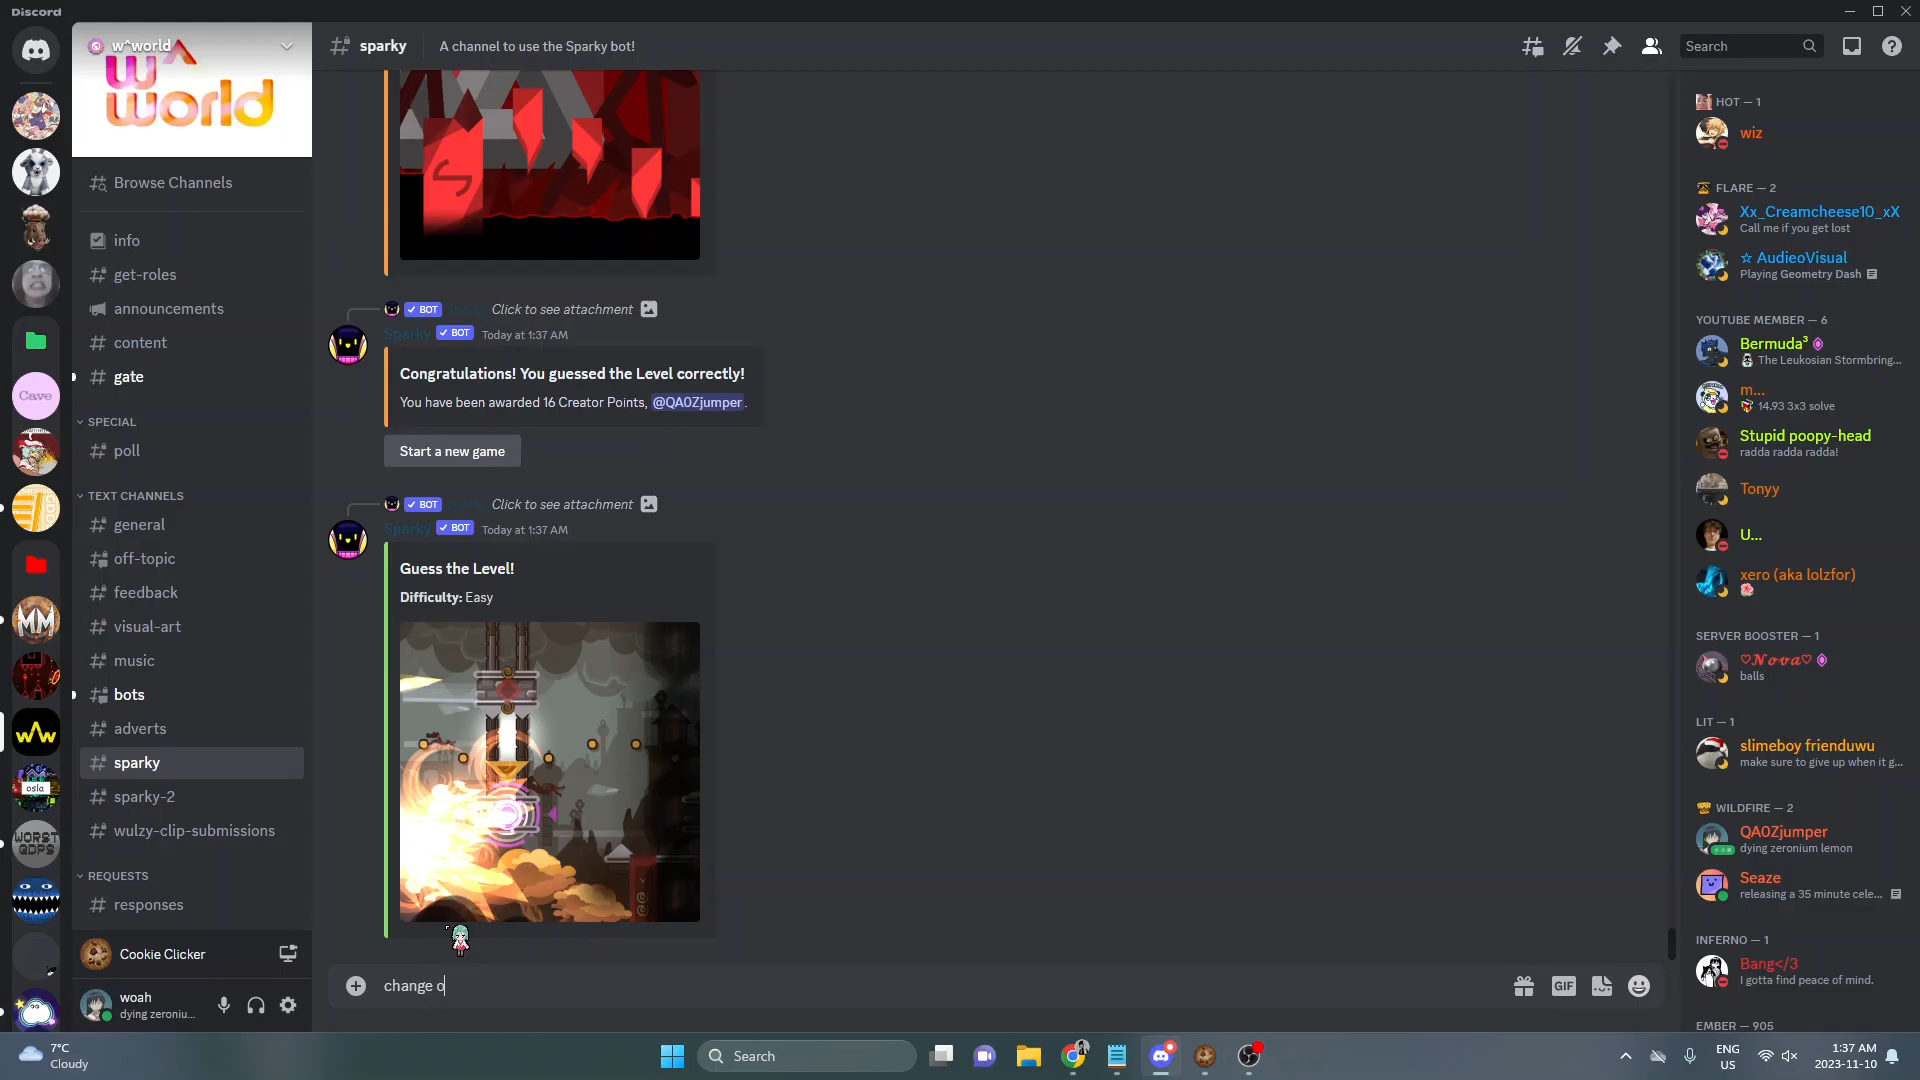 Discord
w^world
w^
world
Browse Channels
info
get-roles
announcements
content
gate
SPECIAL
poll
TEXT CHANNELS
general
off-topic
feedback
visual-art
music
bots
adverts
sparky
sparky-2
wulzy-clip-submissions
REQUESTS
responses
Cookie Clicker
woah
dying zeroniu...
Cave
MM
osla
WORST
GDPS
sparky
A channel to use the Sparky bot!
Search
BOT Click to see attachment
Sparky BOT Today at 1:37 AM
Congratulations! You guessed the Level correctly!
You have been awarded 16 Creator Points, @QA0Zjumper.
Start a new game
BOT Click to see attachment
Sparky BOT Today at 1:37 AM
Guess the Level!
Difficulty: Easy
change o
GIF
HOT — 1
wiz
FLARE — 2
Xx_Creamcheese10_xX
Call me if you get lost
☆ AudieoVisual
Playing Geometry Dash
YOUTUBE MEMBER — 6
Bermuda³
The Leukosian Stormbring...
m...
14.93 3x3 solve
Stupid poopy-head
radda radda radda!
Tonyy
U...
xero (aka lolzfor)
SERVER BOOSTER — 1
♡𝓝𝓸𝓿𝓪♡
balls
LIT — 1
slimeboy frienduwu
make sure to give up when it g...
WILDFIRE — 2
QA0Zjumper
dying zeronium lemon
Seaze
releasing a 35 minute cele...
INFERNO — 1
Bang</3
I gotta find peace of mind.
EMBER — 905
7°C
Cloudy
Search
ENG
US
1:37 AM
2023-11-10